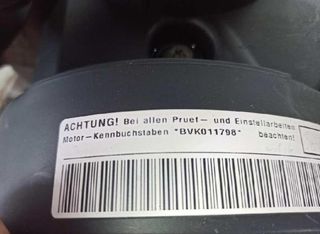 ACHTUNG! Bei allen Pruef- und Einstellarbeiten
Motor-Kennbuchstaben "BVK011798" beachten!